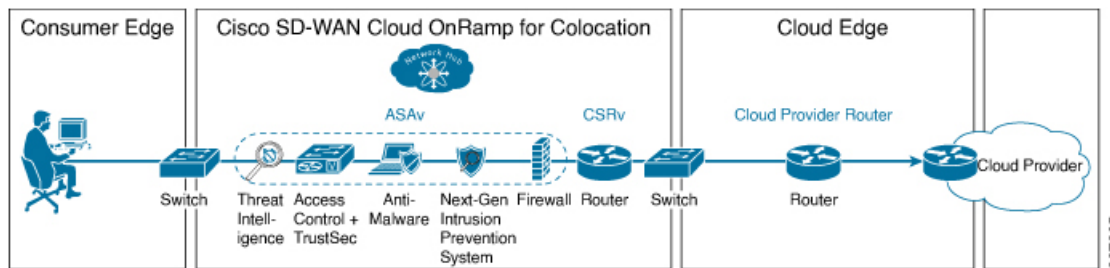 Consumer Edge
Cisco SD-WAN Cloud OnRamp for Colocation
Cloud Edge
Network Hub
ASAv
CSRv
Cloud Provider Router
Cloud Provider
Switch
Threat
Intell-
igence
Access
Control +
TrustSec
Anti-
Malware
Next-Gen
Intrusion
Prevention
System
Firewall
Router
Switch
Router